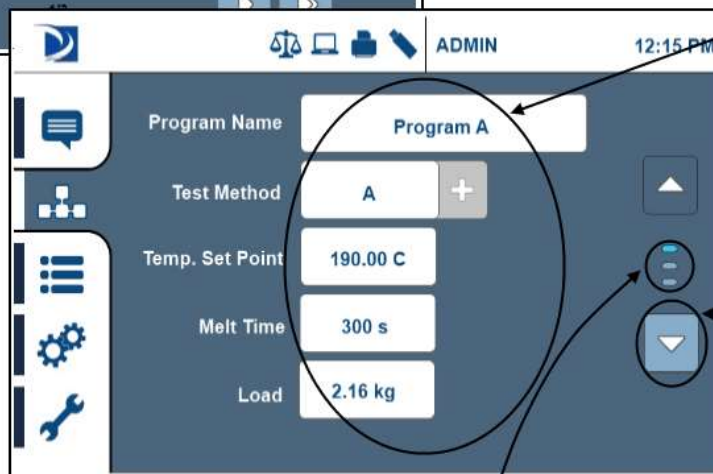 ADMIN 12:15 PM
Program Name Program A
Test Method A +
Temp. Set Point 190.00 C
Melt Time 300 s
Load 2.16 kg